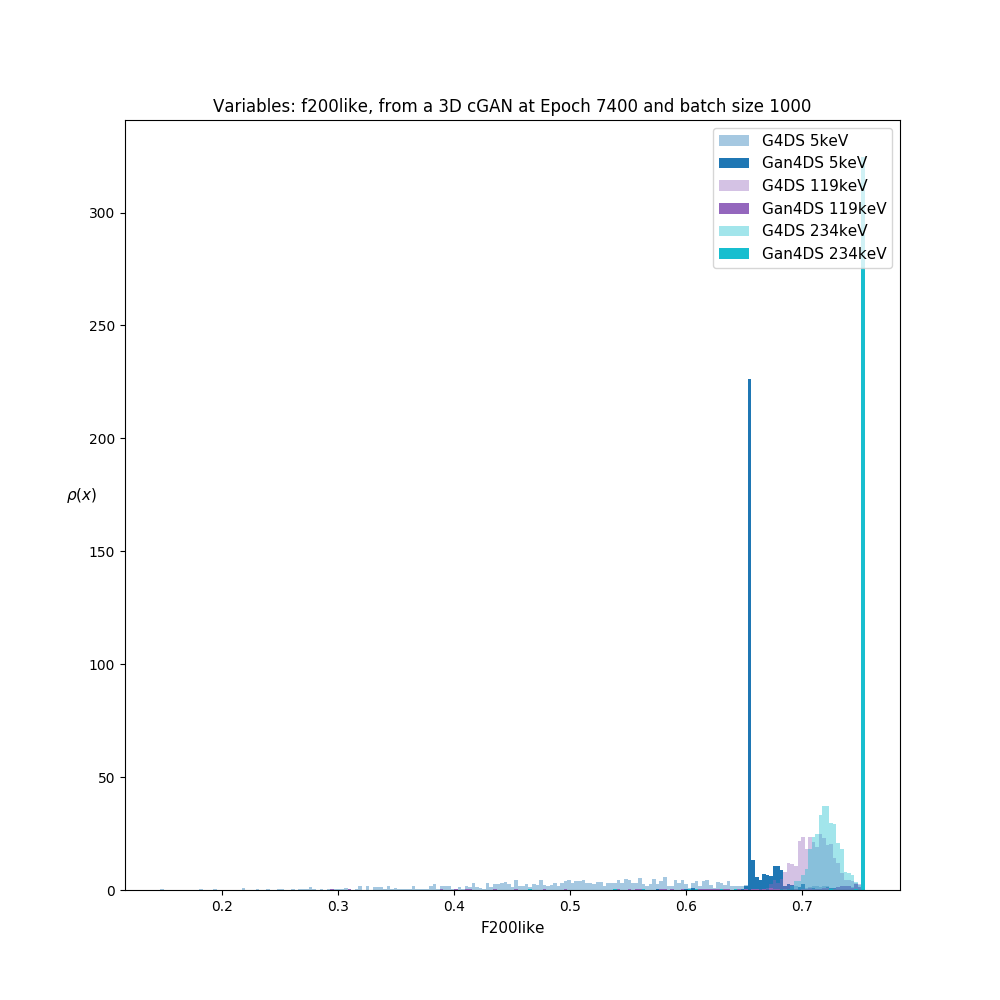 Variables: f200like, from a 3D cGAN at Epoch 7400 and batch size 1000
G4DS 5keV
Gan4DS 5keV
G4DS 119keV
Gan4DS 119keV
G4DS 234keV
Gan4DS 234keV
300
250
200
150
100
50
0
ρ(x)
0.2 0.3 0.4 0.5 0.6 0.7
F200like